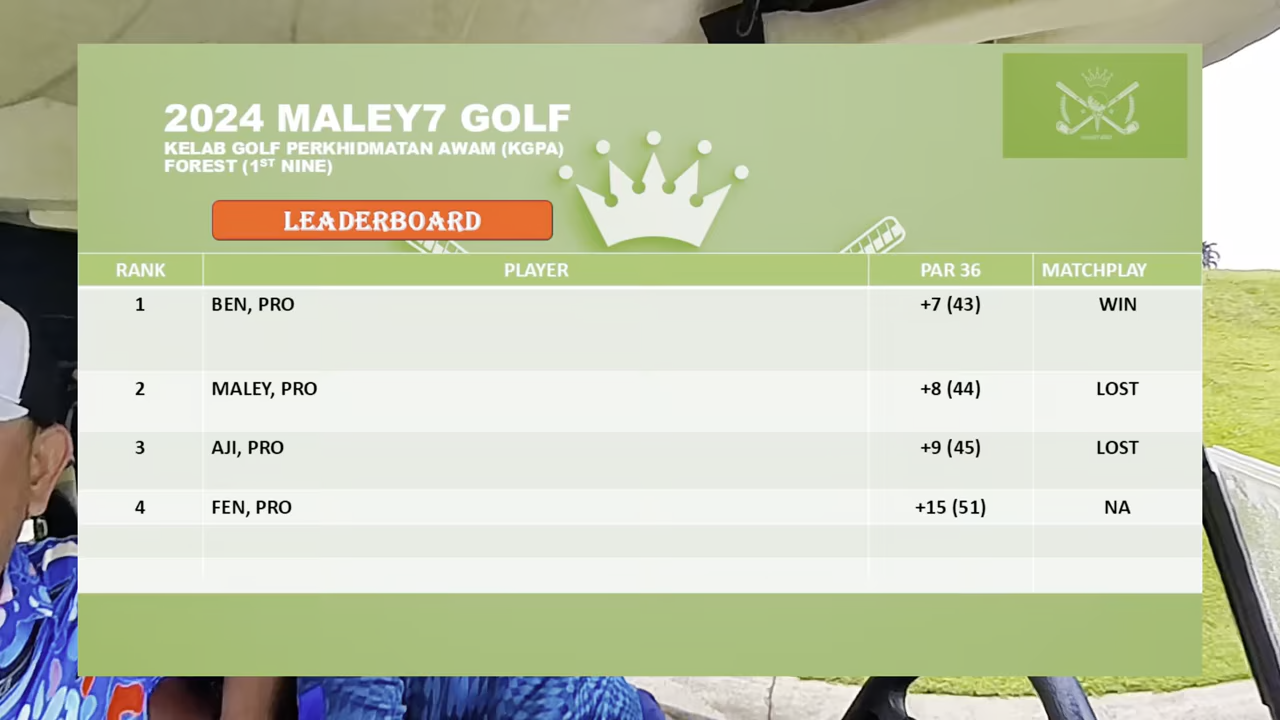 2024 MALEY7 GOLF
KELAB GOLF PERKHIDMATAN AWAM (KGPA)
FOREST (1ST NINE)
LEADERBOARD
RANK PLAYER PAR 36 MATCHPLAY
1 BEN, PRO +7 (43) WIN
2 MALEY, PRO +8 (44) LOST
3 AJI, PRO +9 (45) LOST
4 FEN, PRO +15 (51) NA